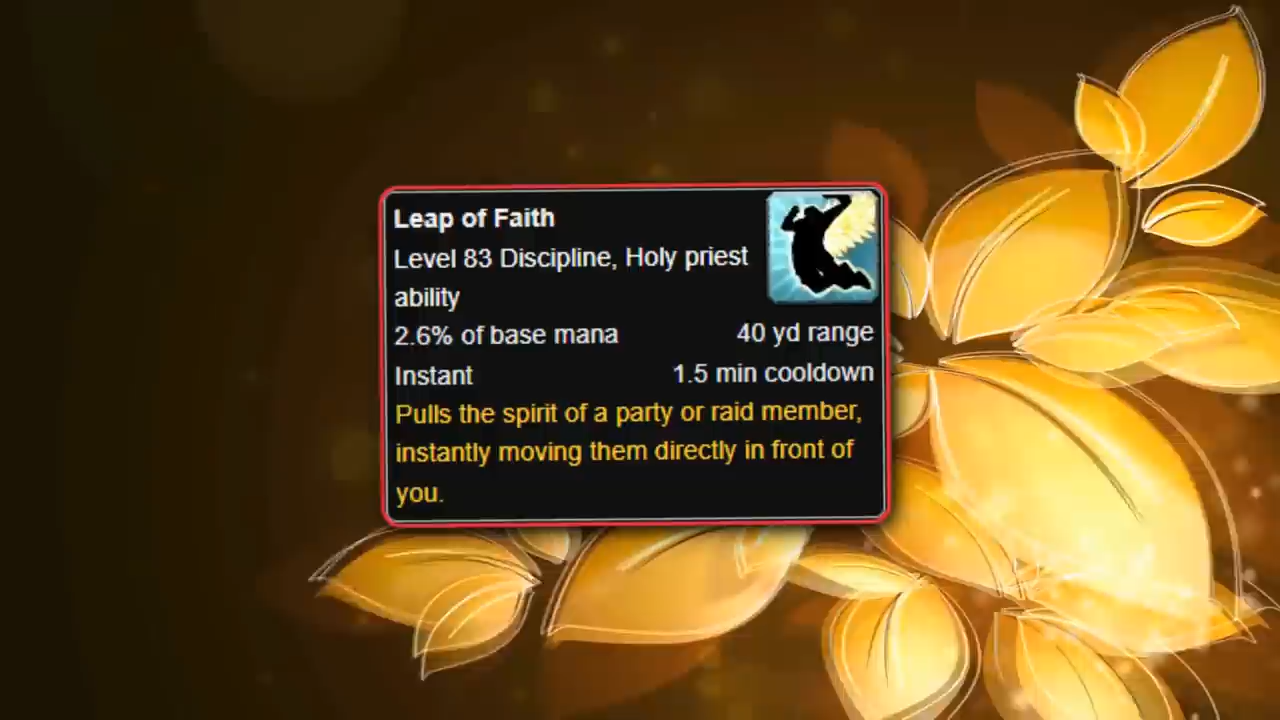 Leap of Faith
Level 83 Discipline, Holy priest
ability
2.6% of base mana 40 yd range
Instant 1.5 min cooldown
Pulls the spirit of a party or raid member,
instantly moving them directly in front of
you.